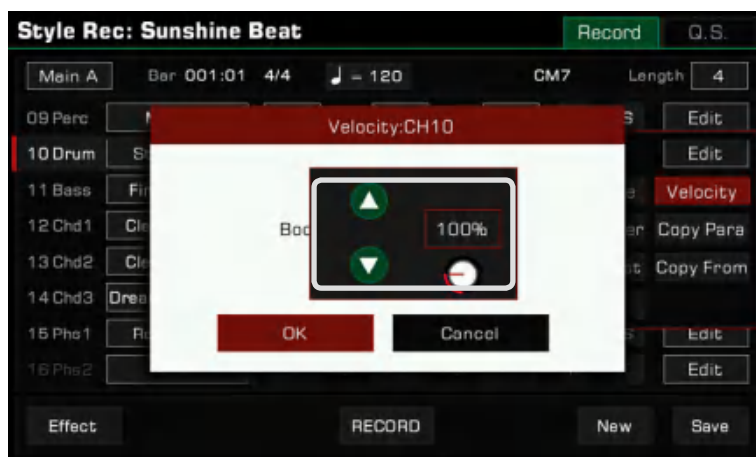 Style Rec: Sunshine Beat Record Q.S.
Main A Bar 001:01 4/4 = 120 CM7 Length 4
09 Perc Edit
Velocity:CH10
10 Drum Edit
11 Bass Velocity
12 Chd1 Copy Para
100%
13 Chd2 Copy From
14 Chd3
OK Cancel
15 Phs1 Edit
16 Phs2 Edit
Effect RECORD New Save